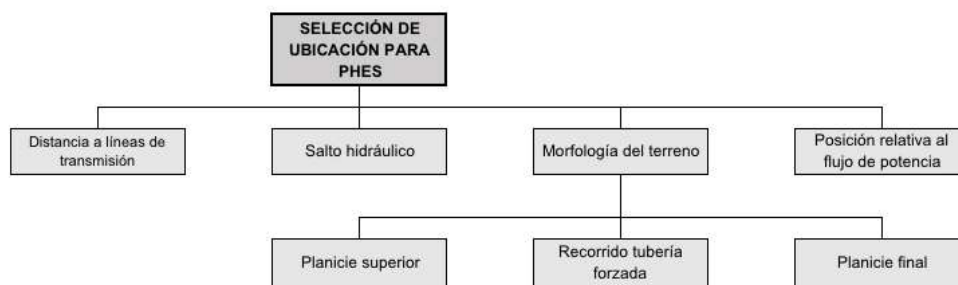 SELECCIÓN DE
UBICACIÓN PARA
PHES
Distancia a líneas de
transmisión
Salto hidráulico
Morfología del terreno
Posición relativa al
flujo de potencia
Planicie superior
Recorrido tubería
forzada
Planicie final